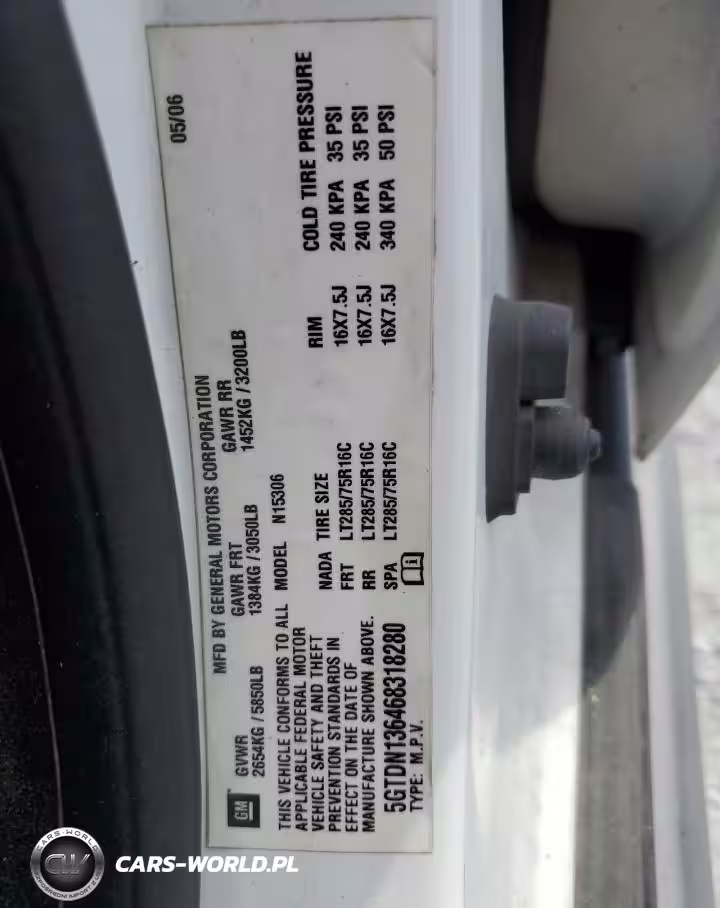 05/06
MFD BY GENERAL MOTORS CORPORATION
GM
GVWR GAWR FRT GAWR RR
2654KG / 5850LB 1384KG / 3050LB 1452KG / 3200LB
THIS VEHICLE CONFORMS TO ALL
APPLICABLE FEDERAL MOTOR
VEHICLE SAFETY AND THEFT
PREVENTION STANDARDS IN
EFFECT ON THE DATE OF
MANUFACTURE SHOWN ABOVE.
5GTDN136468318280
TYPE: M.P.V.
MODEL N15306
NADA TIRE SIZE RIM COLD TIRE PRESSURE
FRT LT285/75R16C 16X7.5J 240 KPA 35 PSI
RR LT285/75R16C 16X7.5J 240 KPA 35 PSI
SPA LT285/75R16C 16X7.5J 340 KPA 50 PSI
CARS-WORLD
CW
CARS-WORLD.PL